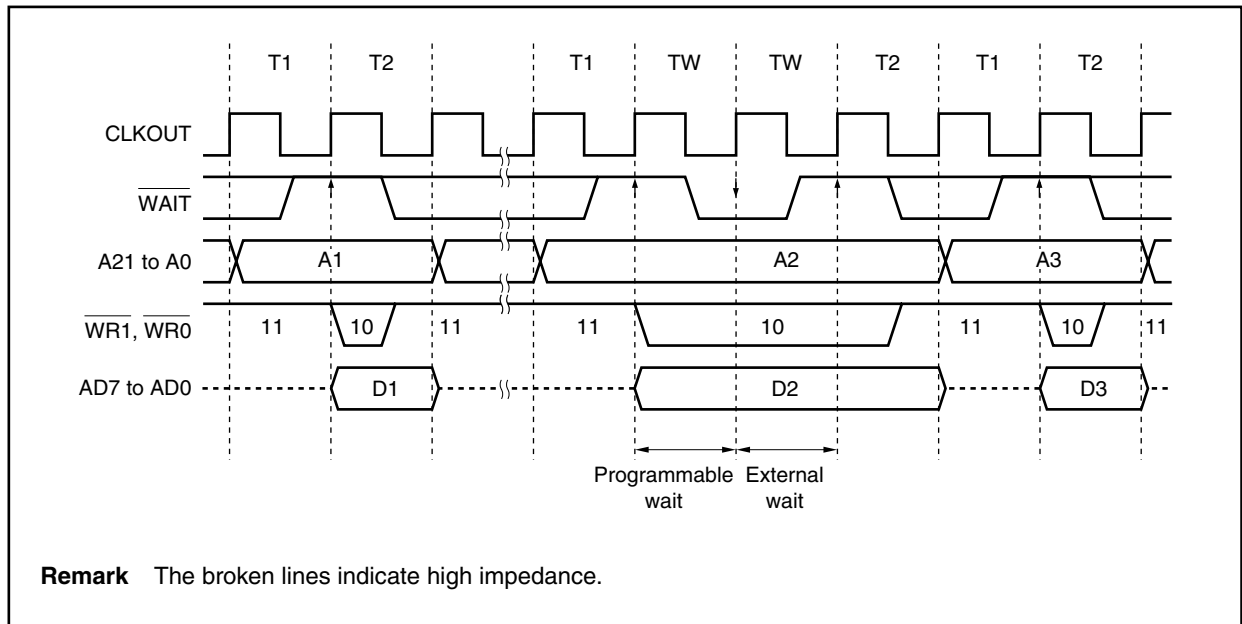 T1 T2 T1 TW TW T2 T1 T2
CLKOUT
WAIT
A21 to A0 A1 A2 A3
WR1, WR0 11 10 11 11 10 11 10 11
AD7 to AD0 D1 D2 D3
Programmable wait
External wait
Remark The broken lines indicate high impedance.